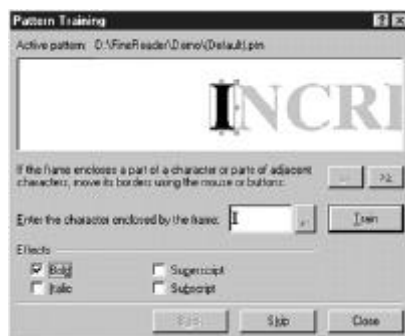 Pattern Training
Active pattern: D:\FineReader\Demo\(Default).ptn
INCRI
If the frame encloses a part of a character or parts of adjacent
characters, move its borders using the mouse or buttons.
>>
Enter the character enclosed by the frame: I
Train
Effects
Bold Superscript
Italic Subscript
Skip Close